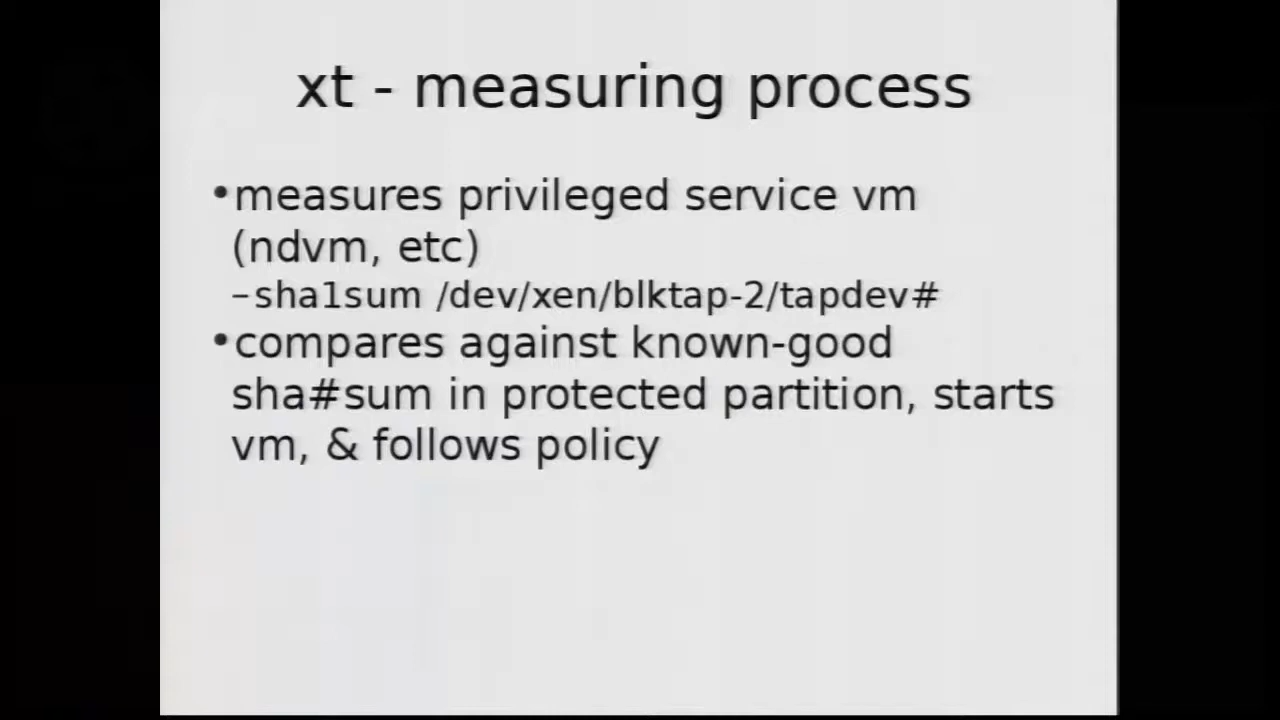 xt - measuring process
•measures privileged service vm
(ndvm, etc)
–sha1sum /dev/xen/blktap-2/tapdev#
•compares against known-good
sha#sum in protected partition, starts
vm, & follows policy